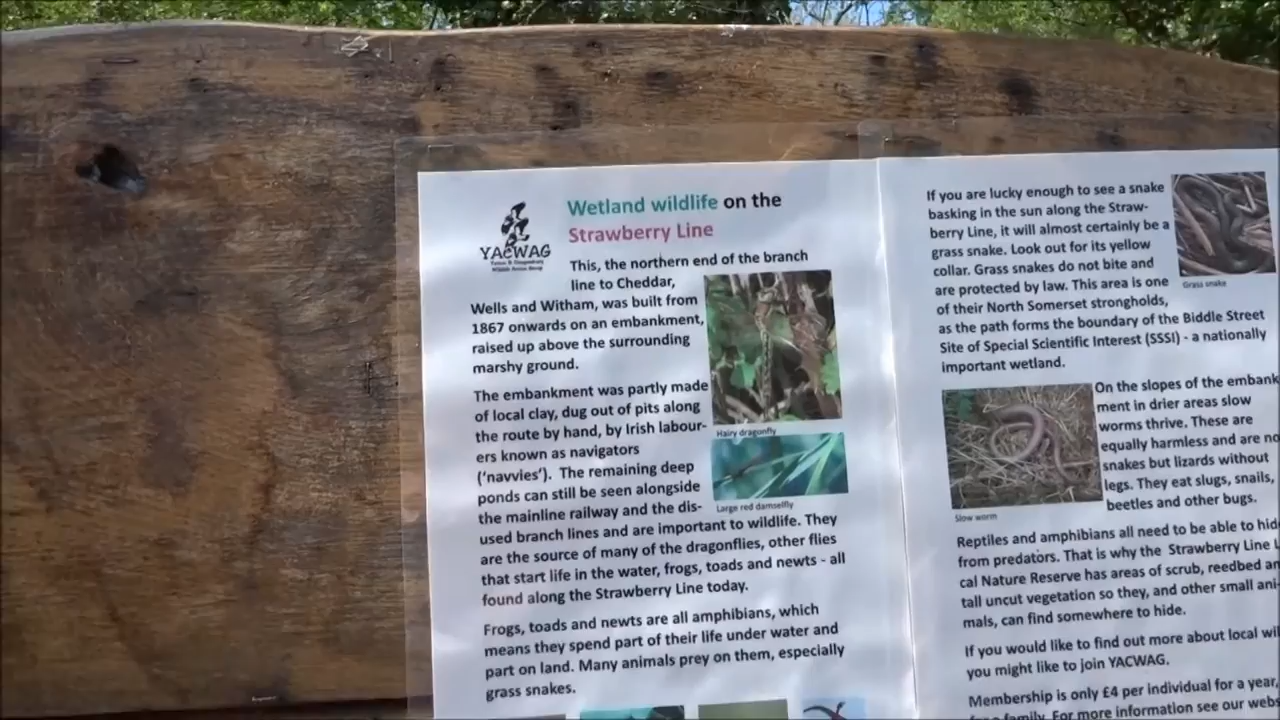 YACWAG
Wetland wildlife on the
Strawberry Line
This, the northern end of the branch
line to Cheddar,
Wells and Witham, was built from
1867 onwards on an embankment,
raised up above the surrounding
marshy ground.
The embankment was partly made
of local clay, dug out of pits along
the route by hand, by Irish labour-
ers known as navigators
('navvies'). The remaining deep
ponds can still be seen alongside
the mainline railway and the dis-
used branch lines and are important to wildlife. They
are the source of many of the dragonflies, other flies
that start life in the water, frogs, toads and newts - all
found along the Strawberry Line today.
Hairy dragonfly
Large red damselfly
Frogs, toads and newts are all amphibians, which
means they spend part of their life under water and
part on land. Many animals prey on them, especially
grass snakes.
If you are lucky enough to see a snake
basking in the sun along the Straw-
berry Line, it will almost certainly be a
grass snake. Look out for its yellow
collar. Grass snakes do not bite and
are protected by law. This area is one
of their North Somerset strongholds,
as the path forms the boundary of the Biddle Street
Site of Special Scientific Interest (SSSI) - a nationally
important wetland.
Grass snake
On the slopes of the embank
ment in drier areas slow
worms thrive. These are
equally harmless and are no
snakes but lizards without
legs. They eat slugs, snails,
beetles and other bugs.
Slow worm
Reptiles and amphibians all need to be able to hid
from predators. That is why the Strawberry Line L
cal Nature Reserve has areas of scrub, reedbed an
tall uncut vegetation so they, and other small ani-
mals, can find somewhere to hide.
If you would like to find out more about local wil
you might like to join YACWAG.
Membership is only £4 per individual for a year,
for a family. For more information see our web